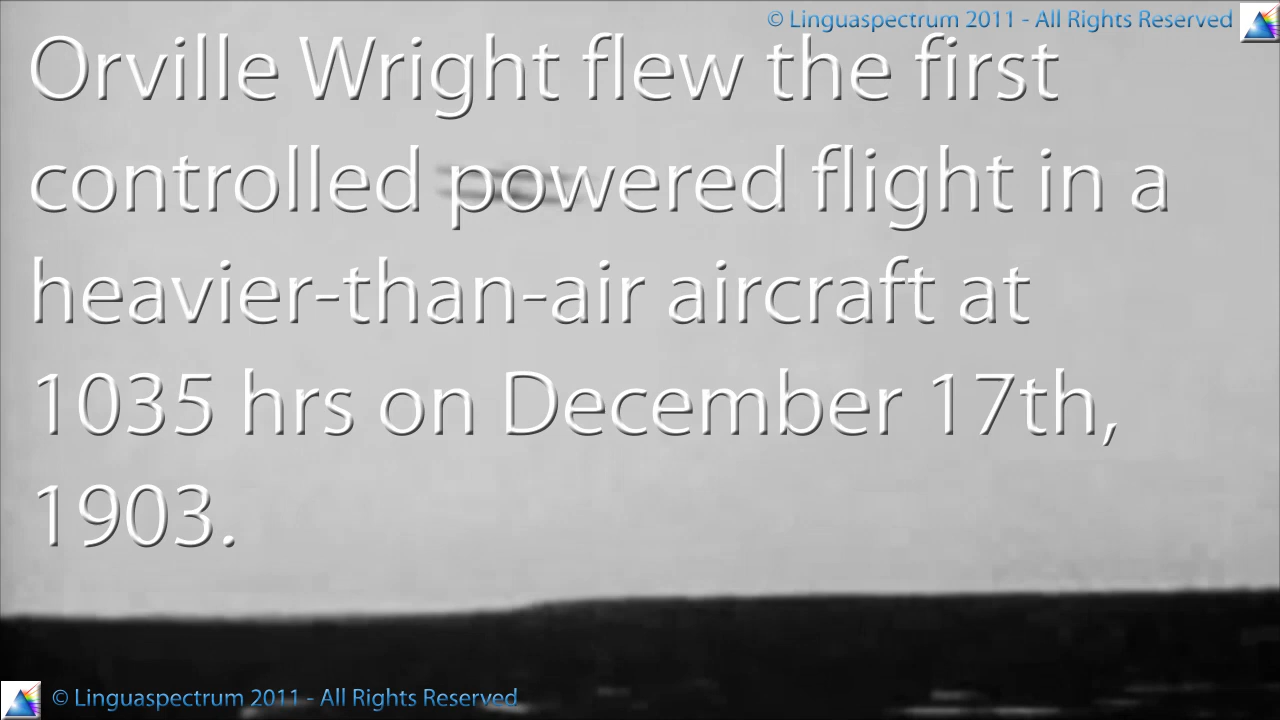 © Linguaspectrum 2011 - All Rights Reserved
Orville Wright flew the first
controlled powered flight in a
heavier-than-air aircraft at
1035 hrs on December 17th,
1903.
© Linguaspectrum 2011 - All Rights Reserved